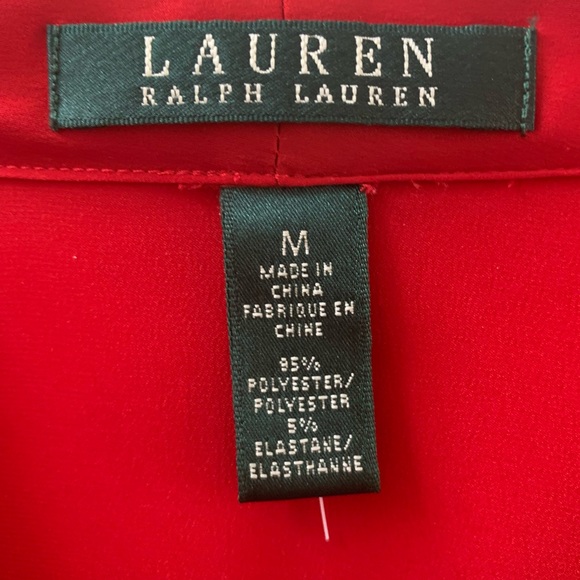 LAUREN
RALPH LAUREN
M
MADE IN
CHINA
FABRIQUE EN
CHINE
95%
POLYESTER/
POLYESTER
5%
ELASTANE/
ELASTHANNE